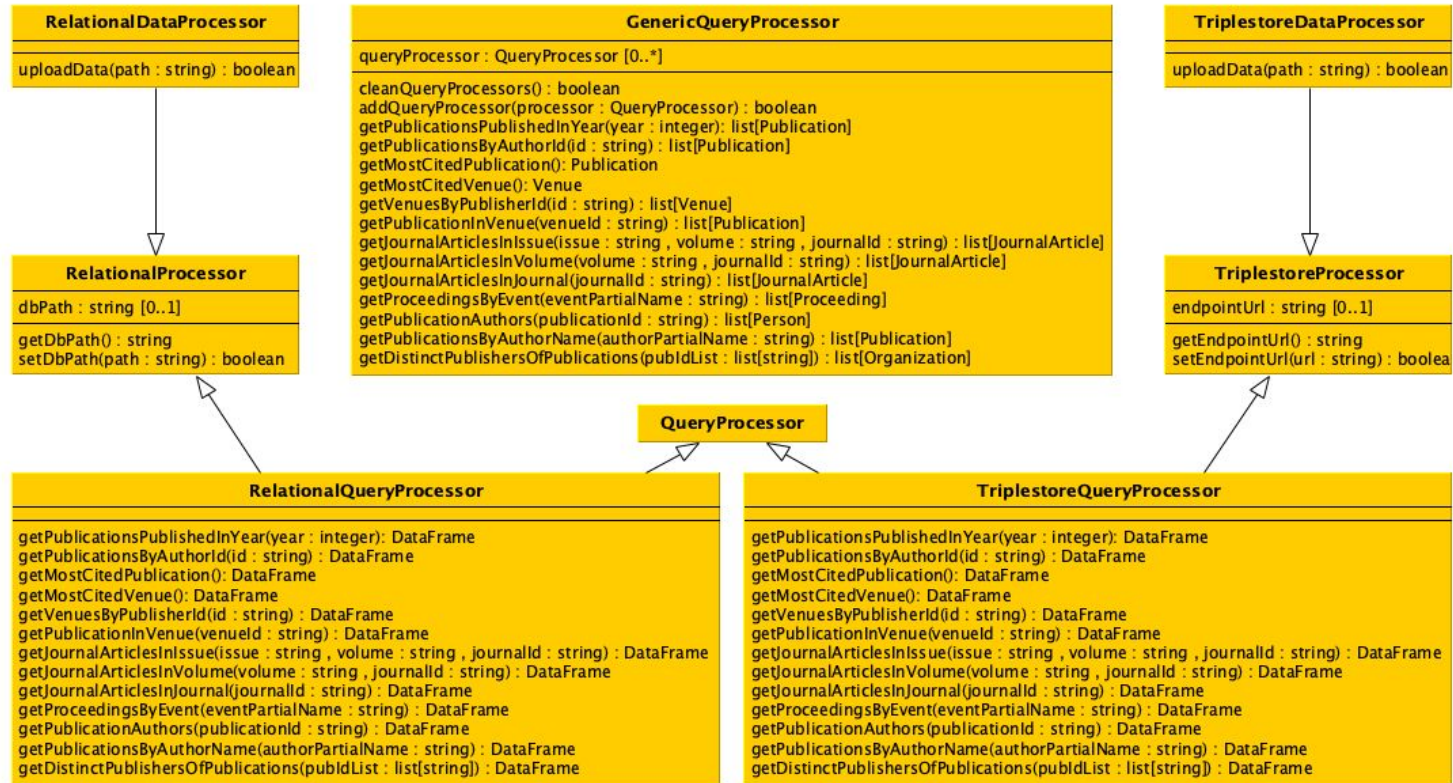 RelationalDataProcessor
uploadData(path : string) : boolean
GenericQueryProcessor
queryProcessor : QueryProcessor [0..*]
cleanQueryProcessors() : boolean
addQueryProcessor(processor : QueryProcessor) : boolean
getPublicationsPublishedInYear(year : integer): list[Publication]
getPublicationsByAuthorId(id : string) : list[Publication]
getMostCitedPublication(): Publication
getMostCitedVenue(): Venue
getVenuesByPublisherId(id : string) : list[Venue]
getPublicationInVenue(venueId : string) : list[Publication]
getJournalArticlesInIssue(issue : string , volume : string , journalId : string) : list[JournalArticle]
getJournalArticlesInVolume(volume : string , journalId : string) : list[JournalArticle]
getJournalArticlesInJournal(journalId : string) : list[JournalArticle]
getProceedingsByEvent(eventPartialName : string) : list[Proceeding]
getPublicationAuthors(publicationId : string) : list[Person]
getPublicationsByAuthorName(authorPartialName : string) : list[Publication]
getDistinctPublishersOfPublications(pubIdList : list[string]) : list[Organization]
TriplestoreDataProcessor
uploadData(path : string) : boolean
RelationalProcessor
dbPath : string [0..1]
getDbPath() : string
setDbPath(path : string) : boolean
TriplestoreProcessor
endpointUrl : string [0..1]
getEndpointUrl() : string
setEndpointUrl(url : string) : boolea
QueryProcessor
RelationalQueryProcessor
getPublicationsPublishedInYear(year : integer): DataFrame
getPublicationsByAuthorId(id : string) : DataFrame
getMostCitedPublication(): DataFrame
getMostCitedVenue(): DataFrame
getVenuesByPublisherId(id : string) : DataFrame
getPublicationInVenue(venueId : string) : DataFrame
getJournalArticlesInIssue(issue : string , volume : string , journalId : string) : DataFrame
getJournalArticlesInVolume(volume : string , journalId : string) : DataFrame
getJournalArticlesInJournal(journalId : string) : DataFrame
getProceedingsByEvent(eventPartialName : string) : DataFrame
getPublicationAuthors(publicationId : string) : DataFrame
getPublicationsByAuthorName(authorPartialName : string) : DataFrame
getDistinctPublishersOfPublications(pubIdList : list[string]) : DataFrame
TriplestoreQueryProcessor
getPublicationsPublishedInYear(year : integer): DataFrame
getPublicationsByAuthorId(id : string) : DataFrame
getMostCitedPublication(): DataFrame
getMostCitedVenue(): DataFrame
getVenuesByPublisherId(id : string) : DataFrame
getPublicationInVenue(venueId : string) : DataFrame
getJournalArticlesInIssue(issue : string , volume : string , journalId : string) : DataFrame
getJournalArticlesInVolume(volume : string , journalId : string) : DataFrame
getJournalArticlesInJournal(journalId : string) : DataFrame
getProceedingsByEvent(eventPartialName : string) : DataFrame
getPublicationAuthors(publicationId : string) : DataFrame
getPublicationsByAuthorName(authorPartialName : string) : DataFrame
getDistinctPublishersOfPublications(pubIdList : list[string]) : DataFrame